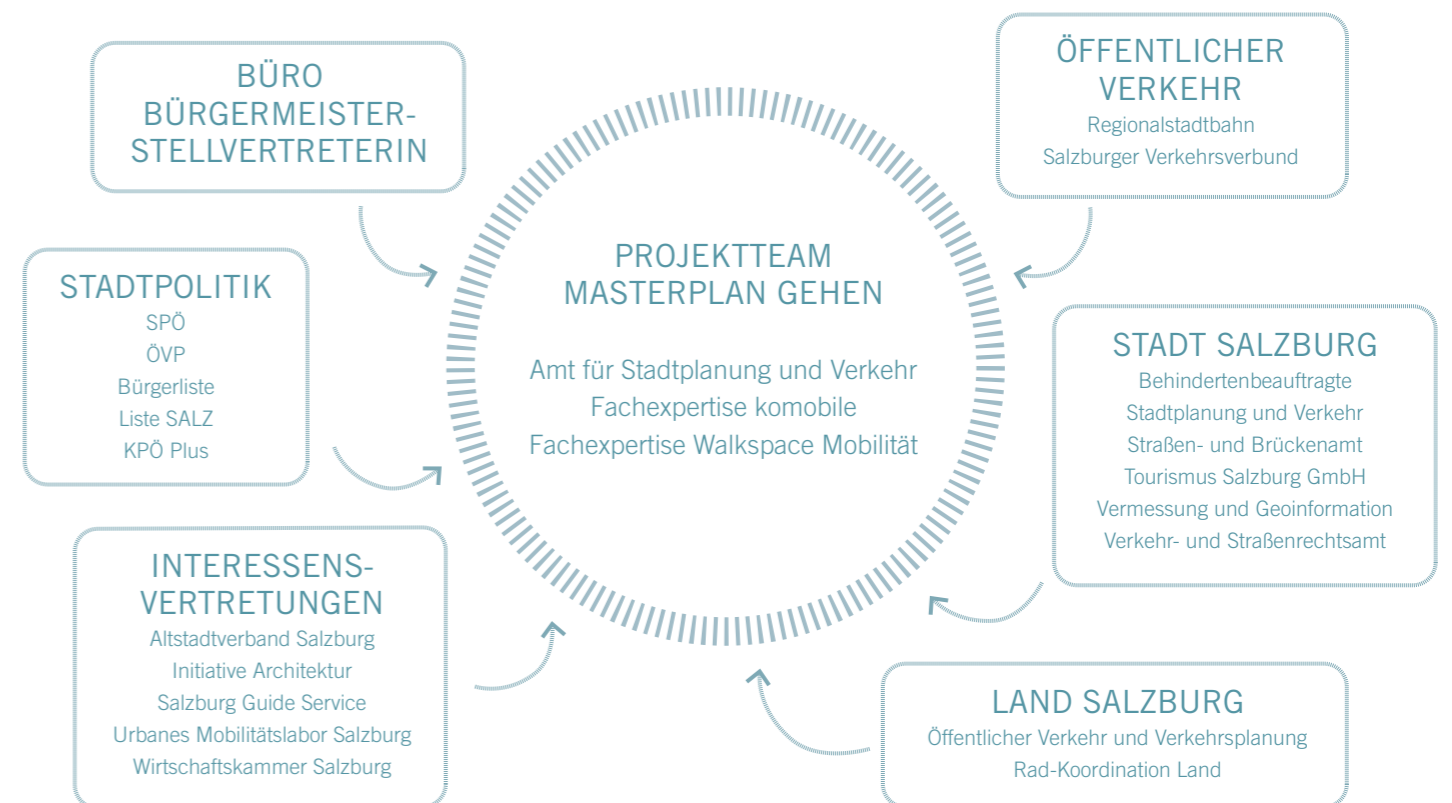 BÜRO
BÜRGERMEISTER-
STELLVERTRETERIN
STADTPOLITIK
SPÖ
ÖVP
Bürgerliste
Liste SALZ
KPÖ Plus
INTERESSENS-
VERTRETUNGEN
Altstadtverband Salzburg
Initiative Architektur
Salzburg Guide Service
Urbanes Mobilitätslabor Salzburg
Wirtschaftskammer Salzburg
PROJEKTTEAM
MASTERPLAN GEHEN
Amt für Stadtplanung und Verkehr
Fachexpertise komobile
Fachexpertise Walkspace Mobilität
ÖFFENTLICHER
VERKEHR
Regionalstadtbahn
Salzburger Verkehrsverbund
STADT SALZBURG
Behindertenbeauftragte
Stadtplanung und Verkehr
Straßen- und Brückenamt
Tourismus Salzburg GmbH
Vermessung und Geoinformation
Verkehr- und Straßenrechtsamt
LAND SALZBURG
Öffentlicher Verkehr und Verkehrsplanung
Rad-Koordination Land